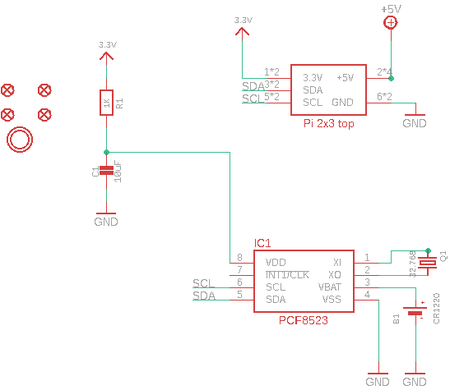 +5V
3.3V
3.3V
1*2 3.3V +5V 2*4
SDA 3*2 SDA
SCL 5*2 SCL GND 6*2
Pi 2x3 top
GND
1K
R1
C1
10uF
GND
IC1
8 VDD XI 1
7 INT1/CLK XO 2
SCL 6 SCL VBAT 3
SDA 5 SDA VSS 4
PCF8523
32.768
Q1
B1
CR1220
GND
GND